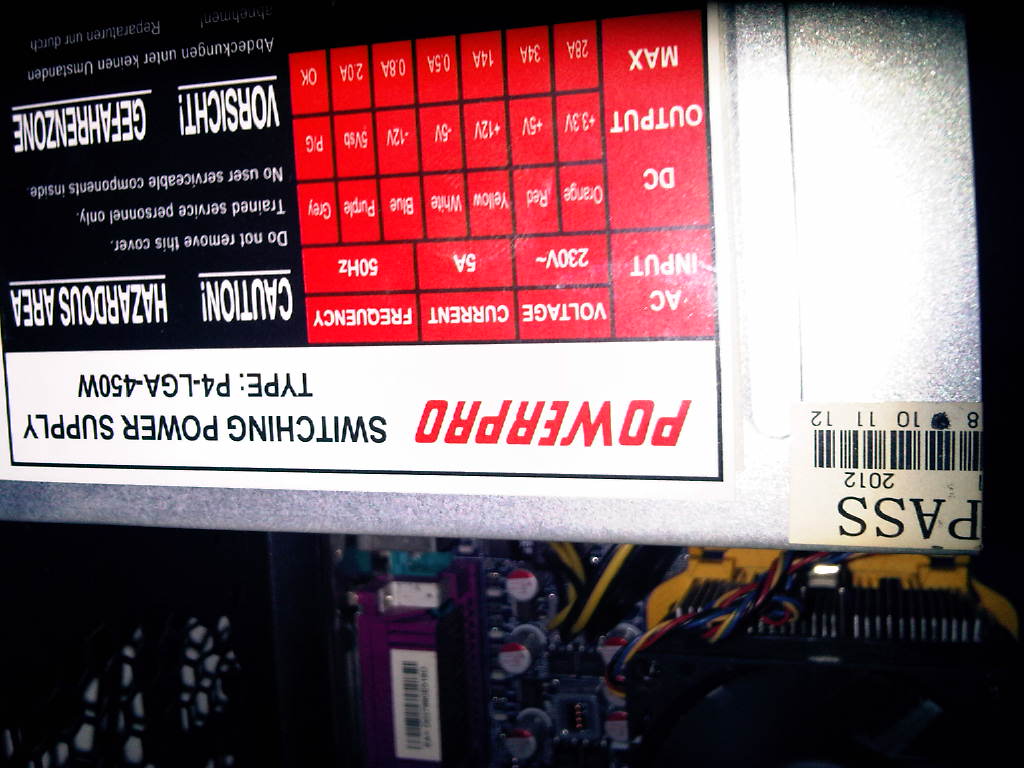 POWERPRO
SWITCHING POWER SUPPLY
TYPE: P4-LGA-450W
AC INPUT
VOLTAGE CURRENT FREQUENCY
230V~ 5A 50Hz
DC OUTPUT MAX
Orange Red Yellow White Blue Purple Grey
+3.3V +5V +12V -5V -12V 5Vsb P/G
28A 34A 14A 0.5A 0.8A 2.0A OK
CAUTION! HAZARDOUS AREA
Do not remove this cover.
Trained service personnel only.
No user serviceable components inside.
VORSICHT! GEFAHRENZONE
Abdeckungen unter keinen Umstanden
abnehmen!
Reparaturen unr durch
PASS
2012
8 10 11 12